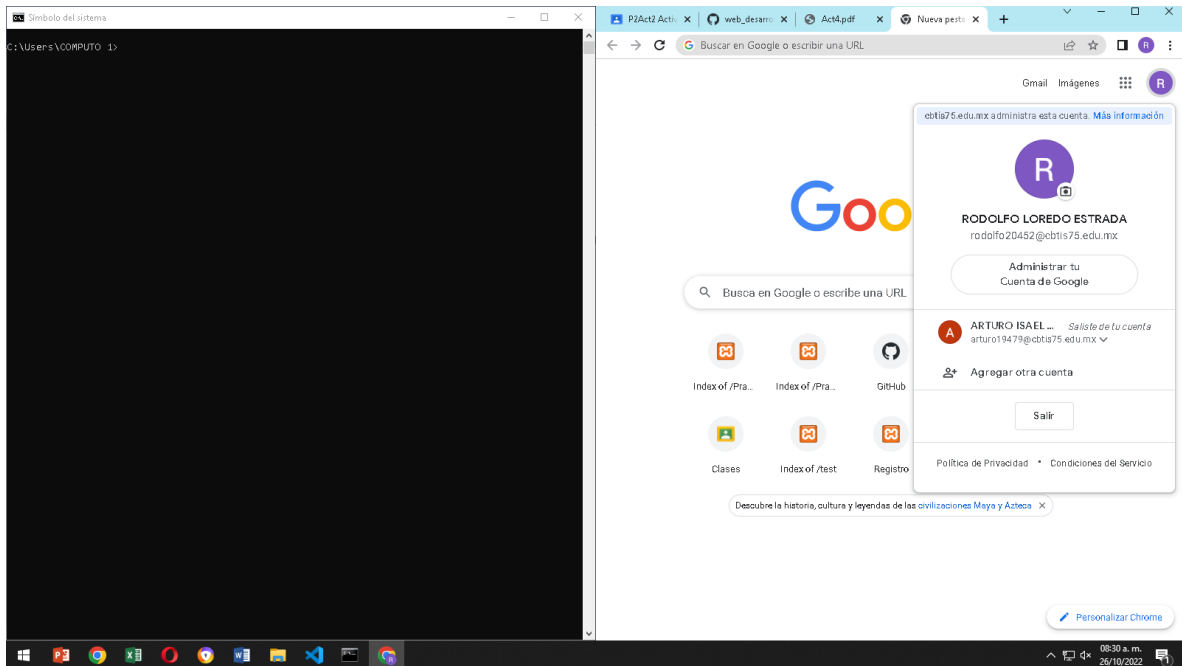 Símbolo del sistema
C:\Users\COMPUTO 1>
P2Act2 Activ
web_desarro
Act4.pdf
Nueva pesta
Buscar en Google o escribir una URL
R
Gmail
Imágenes
R
cbtis75.edu.mx administra esta cuenta. Más información
R
RODOLFO LOREDO ESTRADA
rodolfo20452@cbtis75.edu.mx
Administrar tu
Cuenta de Google
A
ARTURO ISAEL ...
Saliste de tu cuenta
arturo19479@cbtis75.edu.mx
Agregar otra cuenta
Salir
Política de Privacidad • Condiciones del Servicio
Goo
Busca en Google o escribe una URL
Index of /Pra...
Index of /Pra...
GitHub
Clases
Index of /test
Registro
Descubre la historia, cultura y leyendas de las civilizaciones Maya y Azteca
Personalizar Chrome
08:30 a. m.
26/10/2022